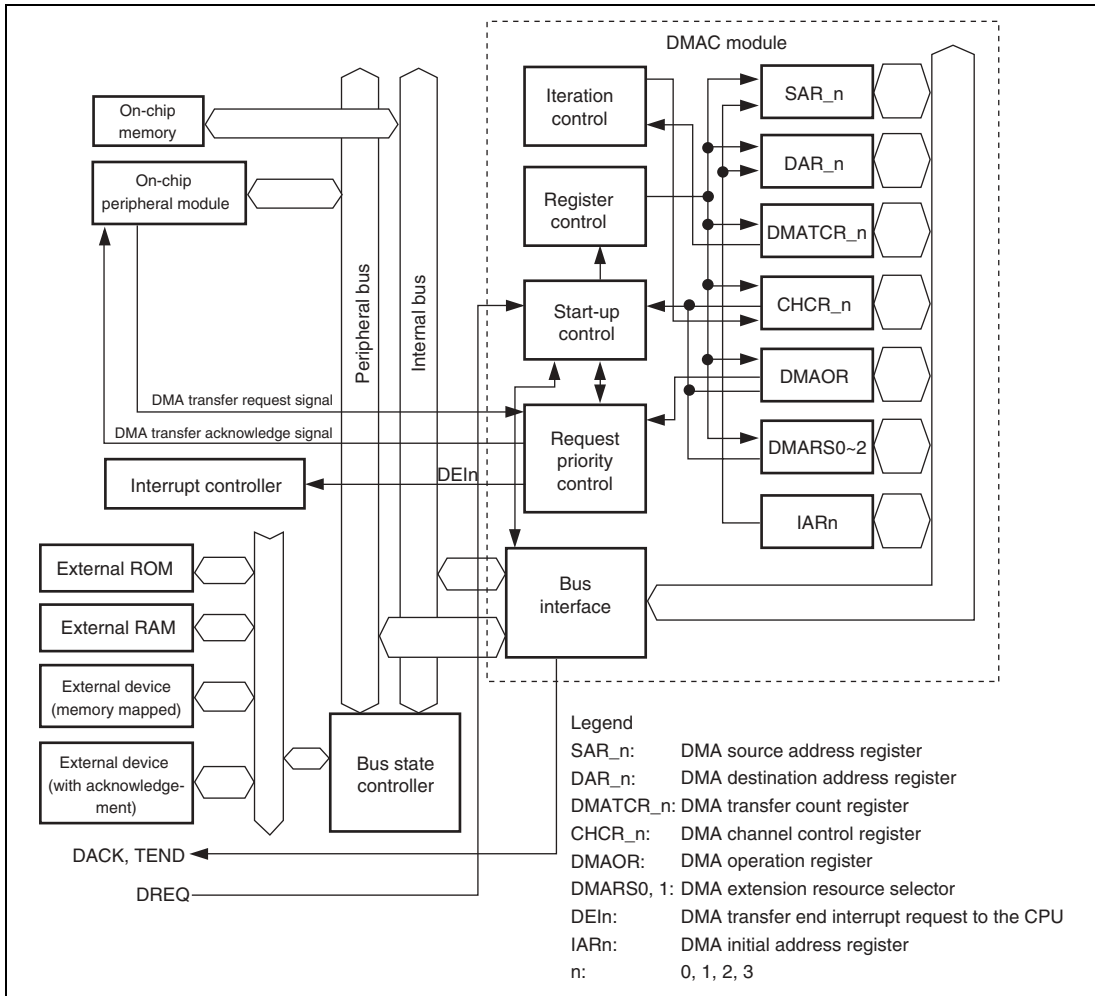 DMAC module
On-chip
memory
On-chip
peripheral module
Peripheral bus
Internal bus
Iteration
control
Register
control
Start-up
control
Request
priority
control
Bus
interface
SAR_n
DAR_n
DMATCR_n
CHCR_n
DMAOR
DMARS0~2
IARn
DMA transfer request signal
DMA transfer acknowledge signal
DEIn
Interrupt controller
External ROM
External RAM
External device
(memory mapped)
External device
(with acknowledge-
ment)
Bus state
controller
DACK, TEND
DREQ
Legend
SAR_n: DMA source address register
DAR_n: DMA destination address register
DMATCR_n: DMA transfer count register
CHCR_n: DMA channel control register
DMAOR: DMA operation register
DMARS0, 1: DMA extension resource selector
DEIn: DMA transfer end interrupt request to the CPU
IARn: DMA initial address register
n: 0, 1, 2, 3